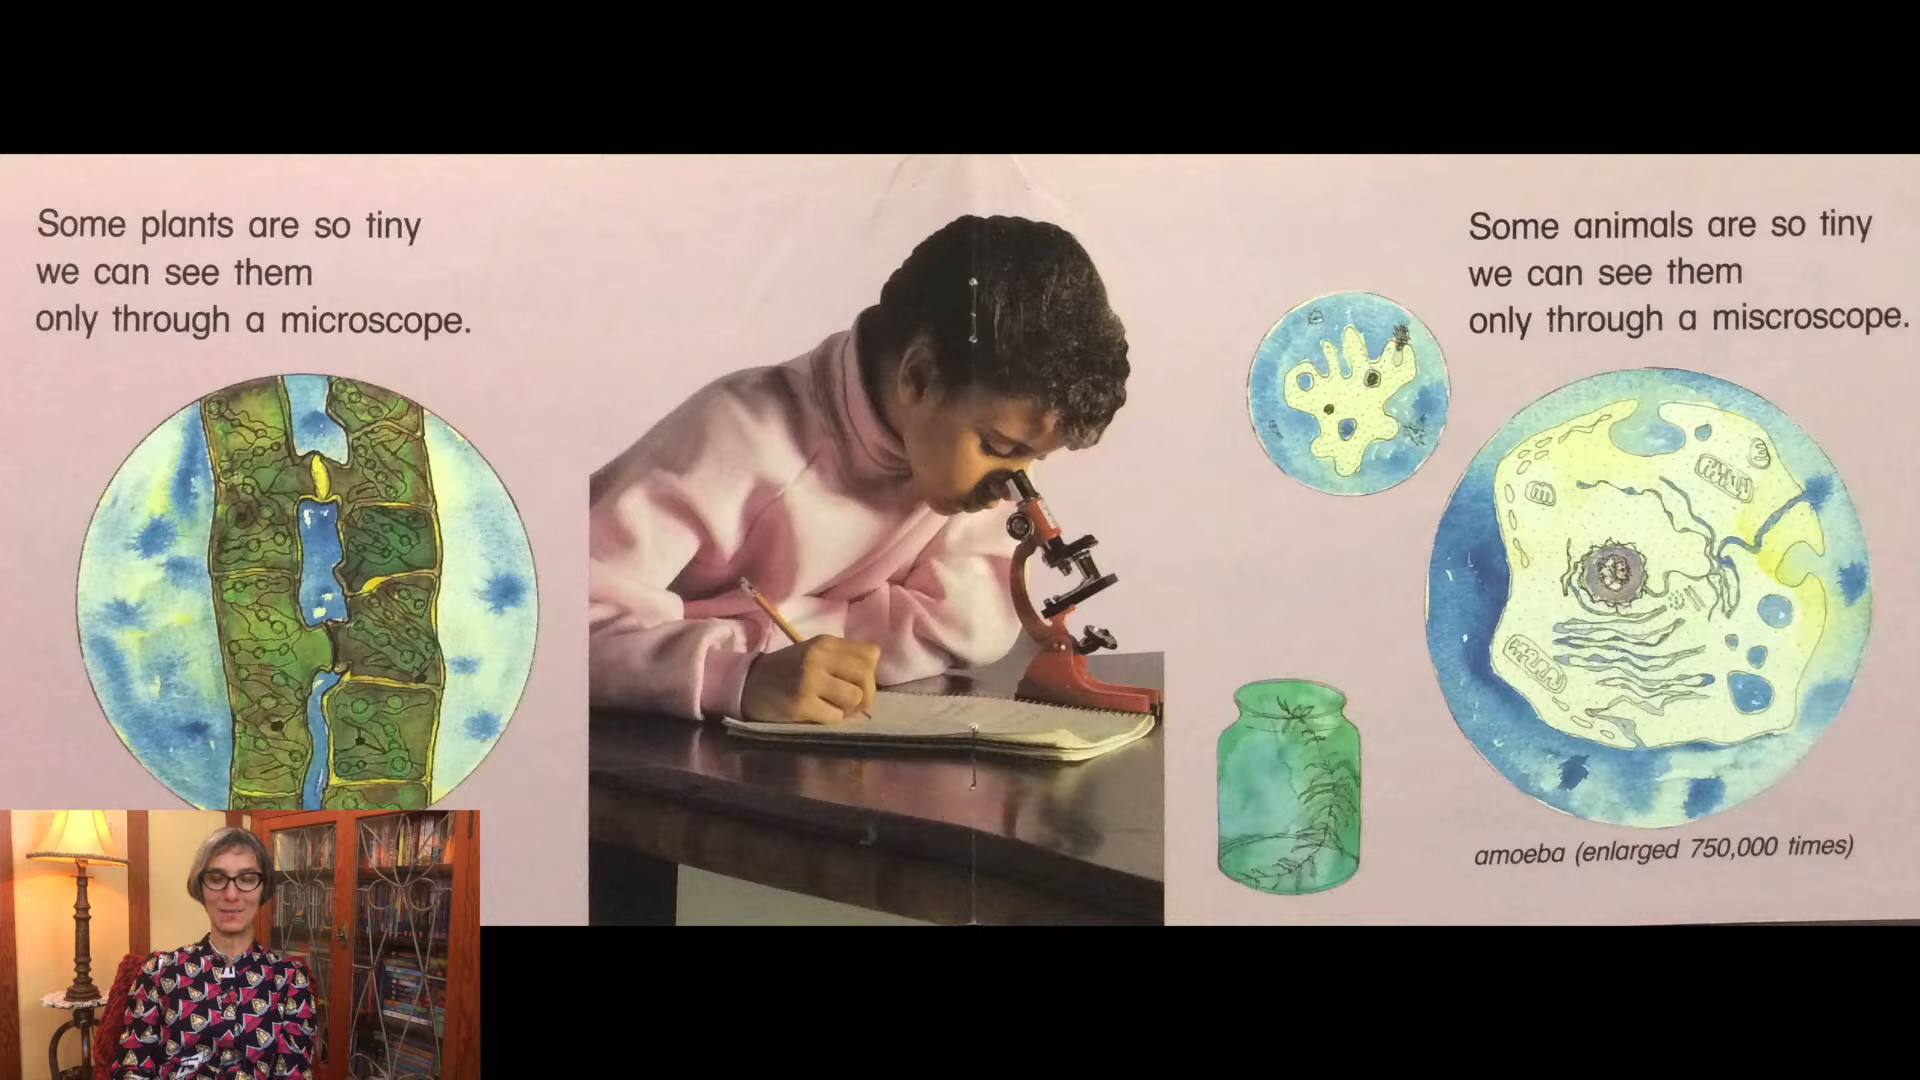 Some plants are so tiny
we can see them
only through a microscope.
Some animals are so tiny
we can see them
only through a miscroscope.
amoeba (enlarged 750,000 times)